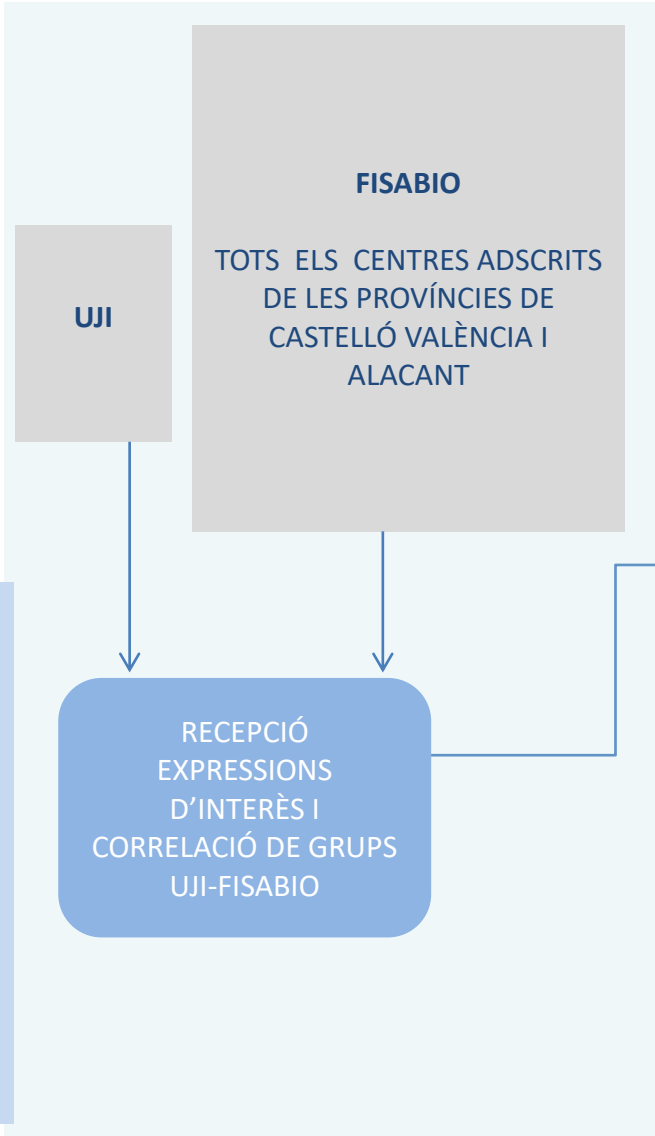 UJI
FISABIO
TOTS ELS CENTRES ADSCRITS
DE LES PROVÍNCIES DE
CASTELLÓ VALÈNCIA I
ALACANT
RECEPCIÓ
EXPRESSIONS
D’INTERÈS I
CORRELACIÓ DE GRUPS
UJI-FISABIO